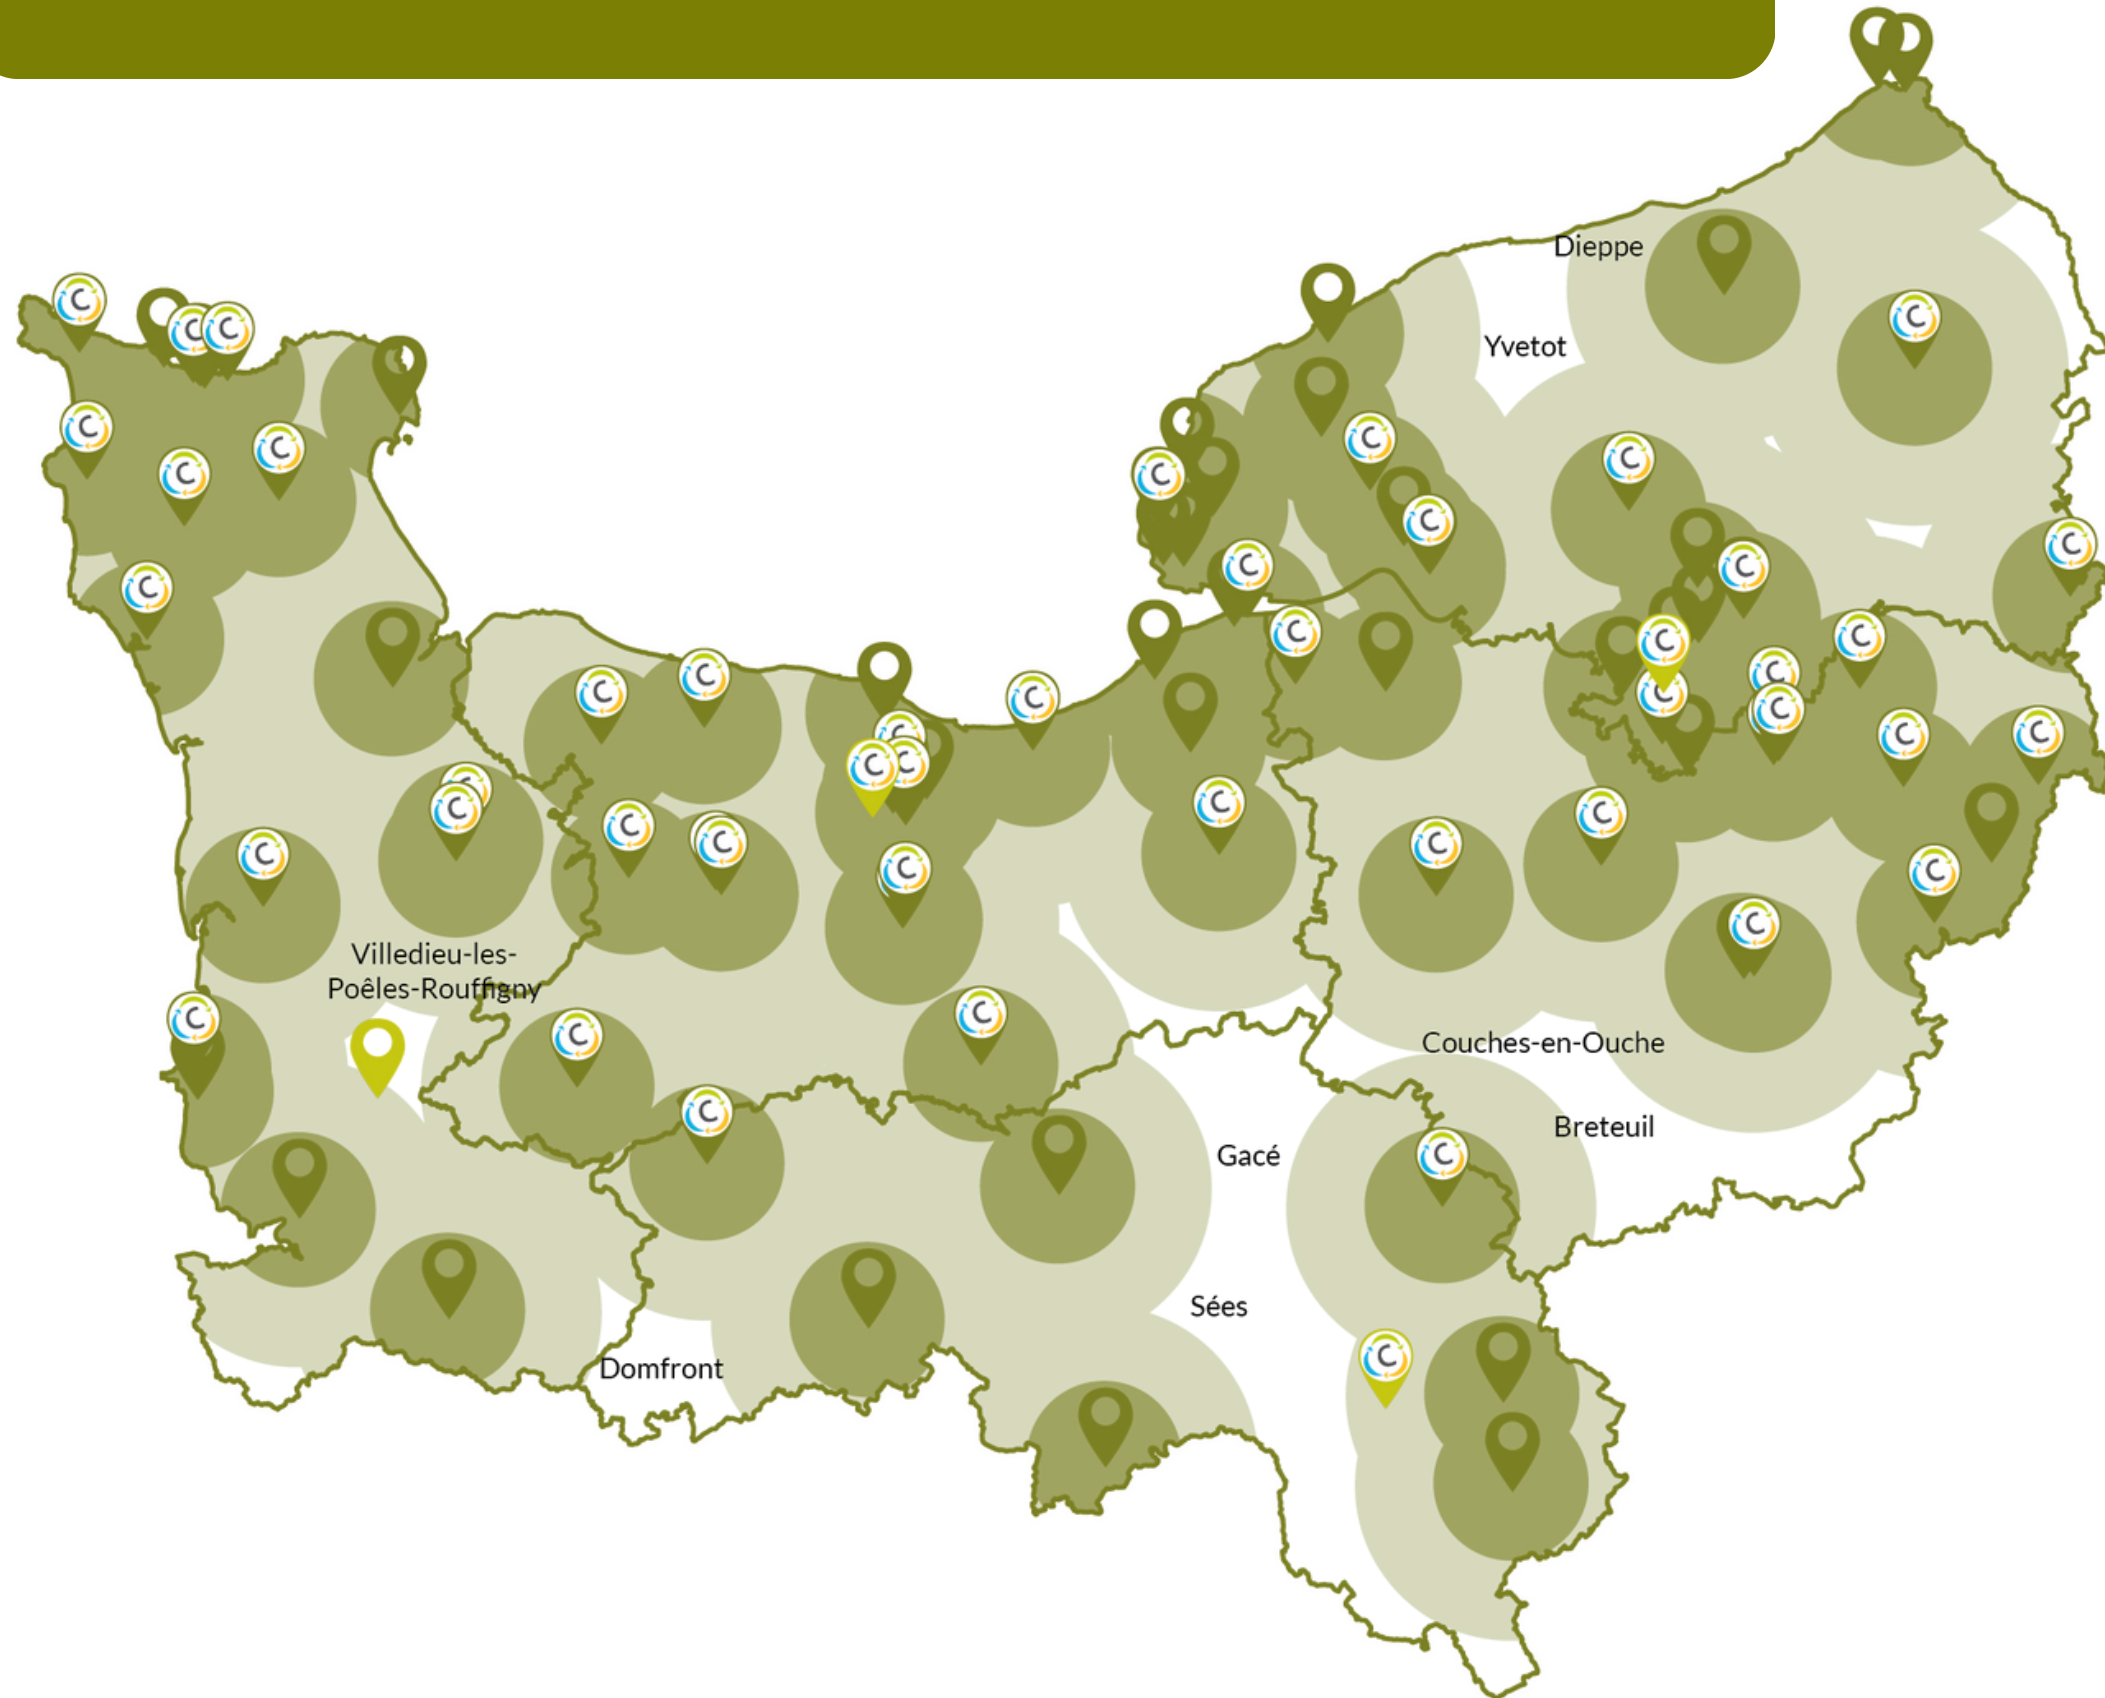 Dieppe
Yvetot
Villedieu-les-
Poêles-Rouffigny
Couches-en-Ouche
Breteuil
Gacé
Sées
Domfront